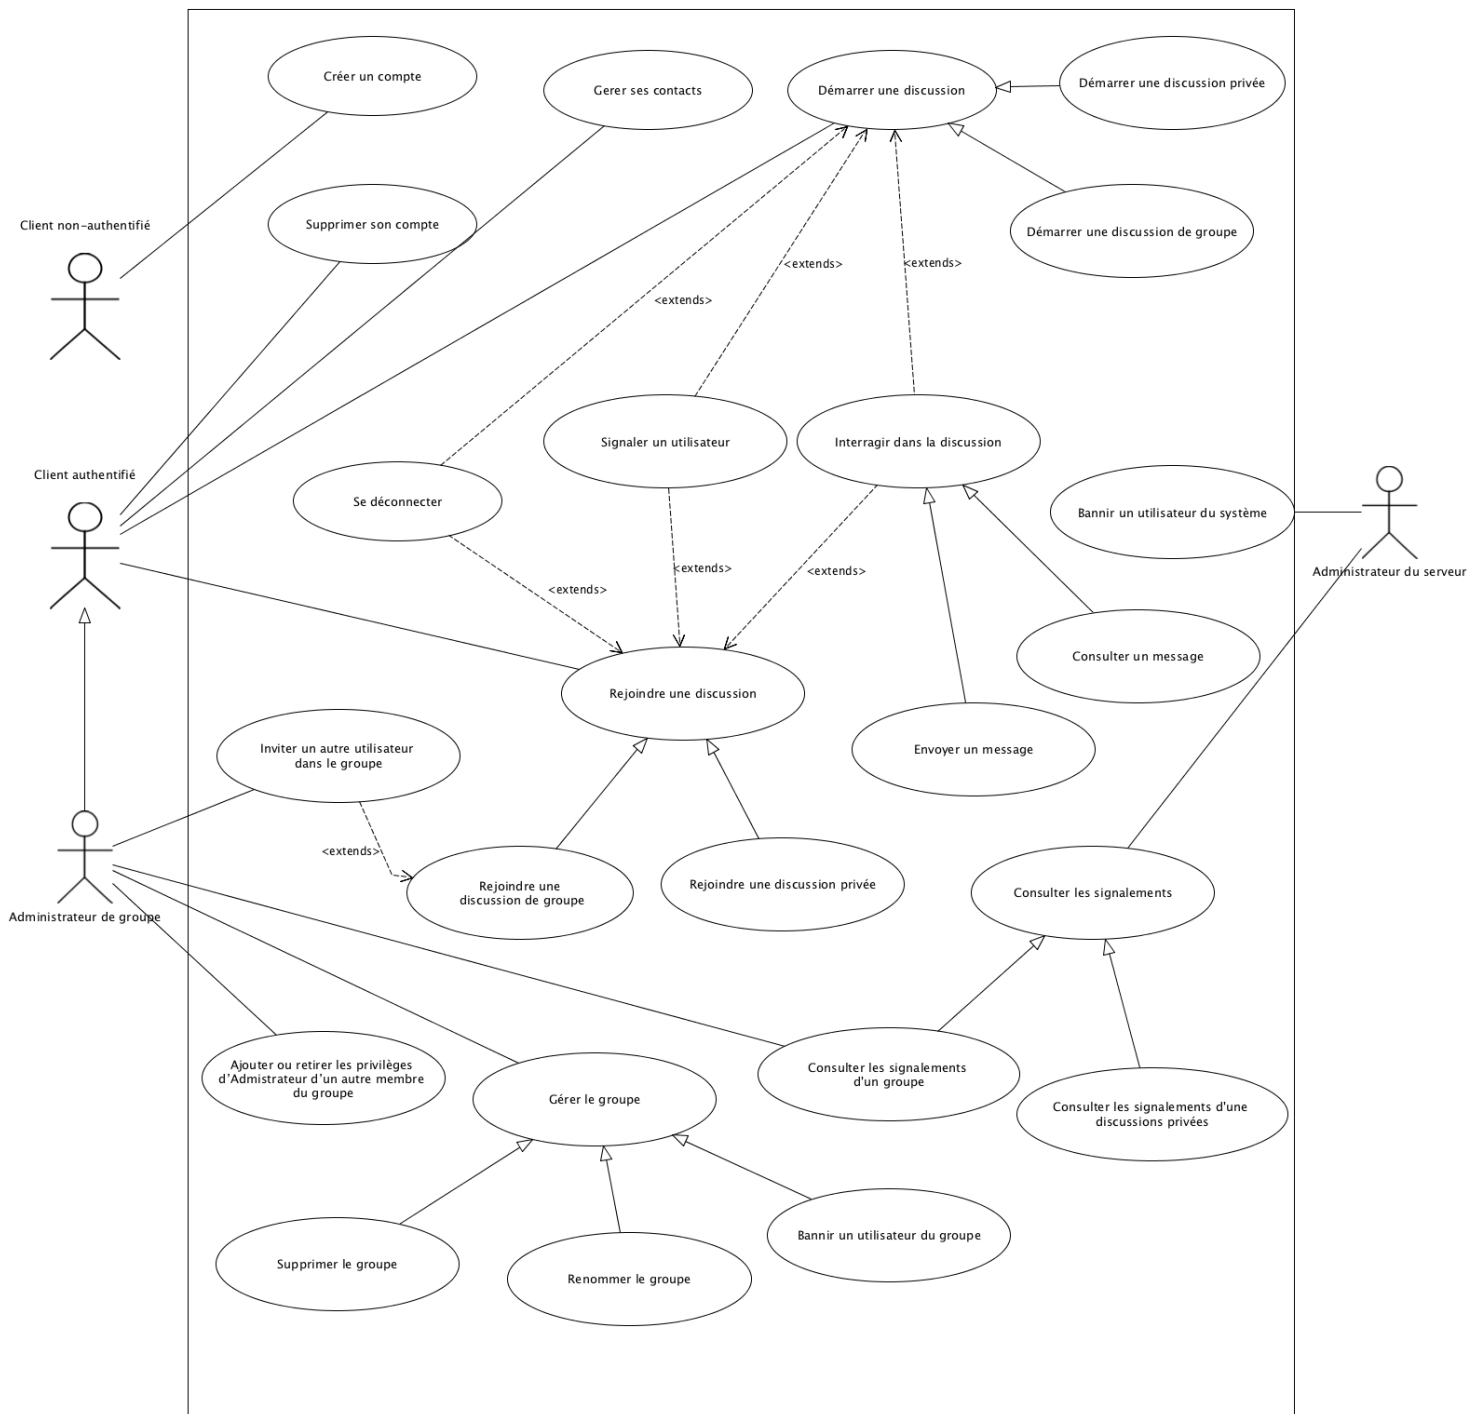 Créer un compte
Gerer ses contacts
Démarrer une discussion
Démarrer une discussion privée
Client non-authentifié
Supprimer son compte
Démarrer une discussion de groupe
<extends>
<extends>
<extends>
Client authentifié
Se déconnecter
Signaler un utilisateur
Interragir dans la discussion
Bannir un utilisateur du système
Administrateur du serveur
<extends>
<extends>
<extends>
Consulter un message
Rejoindre une discussion
Inviter un autre utilisateur
dans le groupe
Envoyer un message
<extends>
Rejoindre une
discussion de groupe
Rejoindre une discussion privée
Consulter les signalements
Administrateur de groupe
Ajouter ou retirer les privilèges
d'Admistrateur d'un autre membre
du groupe
Gérer le groupe
Consulter les signalements
d'un groupe
Consulter les signalements d'une
discussions privées
Supprimer le groupe
Renommer le groupe
Bannir un utilisateur du groupe